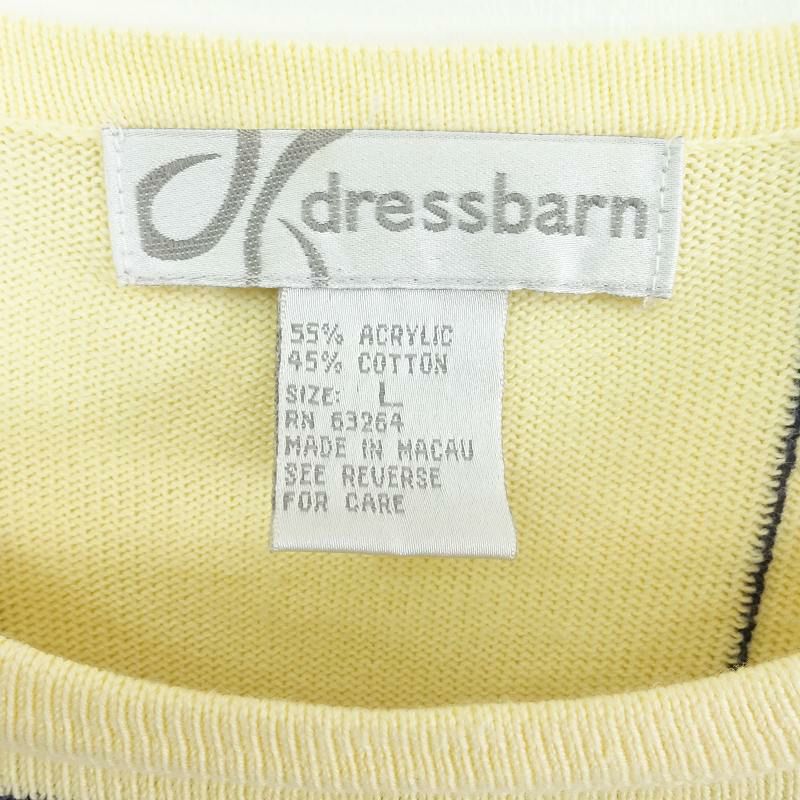 dressbarn
55% ACRYLIC
45% COTTON
SIZE: L
RN 63264
MADE IN MACAU
SEE REVERSE
FOR CARE